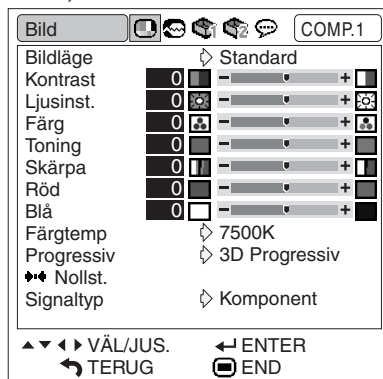 Bild COMP.1
Bildläge Standard
Kontrast 0 - +
Ljusinst. 0 - +
Färg 0 - +
Toning 0 - +
Skärpa 0 - +
Röd 0 - +
Blå 0 - +
Färgtemp 7500K
Progressiv 3D Progressiv
Nollst.
Signaltyp Komponent
VÄL/JUS. ENTER
TERUG END